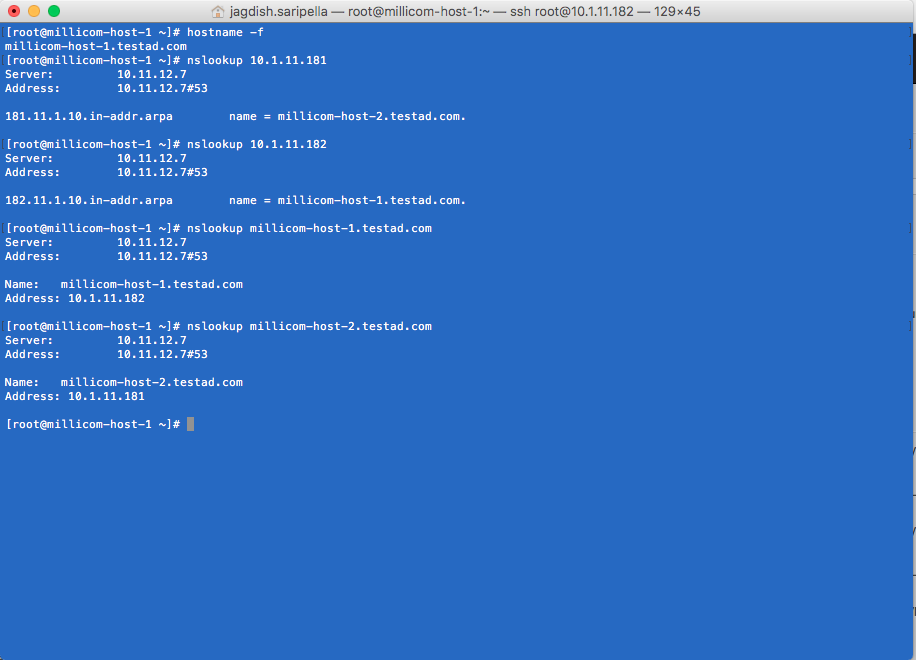 jagdish.saripella — root@millicom-host-1:~ — ssh root@10.1.11.182 — 129×45
[root@millicom-host-1 ~]# hostname -f
millicom-host-1.testad.com
[root@millicom-host-1 ~]# nslookup 10.1.11.181
Server:         10.11.12.7
Address:        10.11.12.7#53
181.11.1.10.in-addr.arpa        name = millicom-host-2.testad.com.
[root@millicom-host-1 ~]# nslookup 10.1.11.182
Server:         10.11.12.7
Address:        10.11.12.7#53
182.11.1.10.in-addr.arpa        name = millicom-host-1.testad.com.
[root@millicom-host-1 ~]# nslookup millicom-host-1.testad.com
Server:         10.11.12.7
Address:        10.11.12.7#53
Name:   millicom-host-1.testad.com
Address: 10.1.11.182
[root@millicom-host-1 ~]# nslookup millicom-host-2.testad.com
Server:         10.11.12.7
Address:        10.11.12.7#53
Name:   millicom-host-2.testad.com
Address: 10.1.11.181
[root@millicom-host-1 ~]#